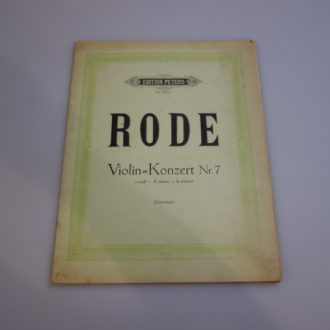 EDITION PETERS
RODE
Violin=Konzert Nr. 7
a moll – A minor – la mineur
(Davisson)